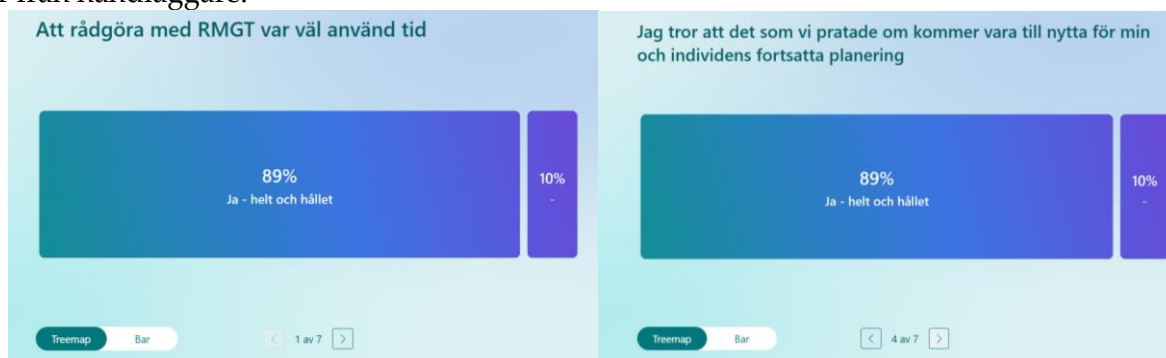 från handläggare.
Att rådgöra med RMGT var väl använd tid
89%
Ja - helt och hållet
10%
-
Treemap
Bar
1 av 7
Jag tror att det som vi pratade om kommer vara till nytta för min
och individens fortsatta planering
89%
Ja - helt och hållet
10%
-
Treemap
Bar
4 av 7